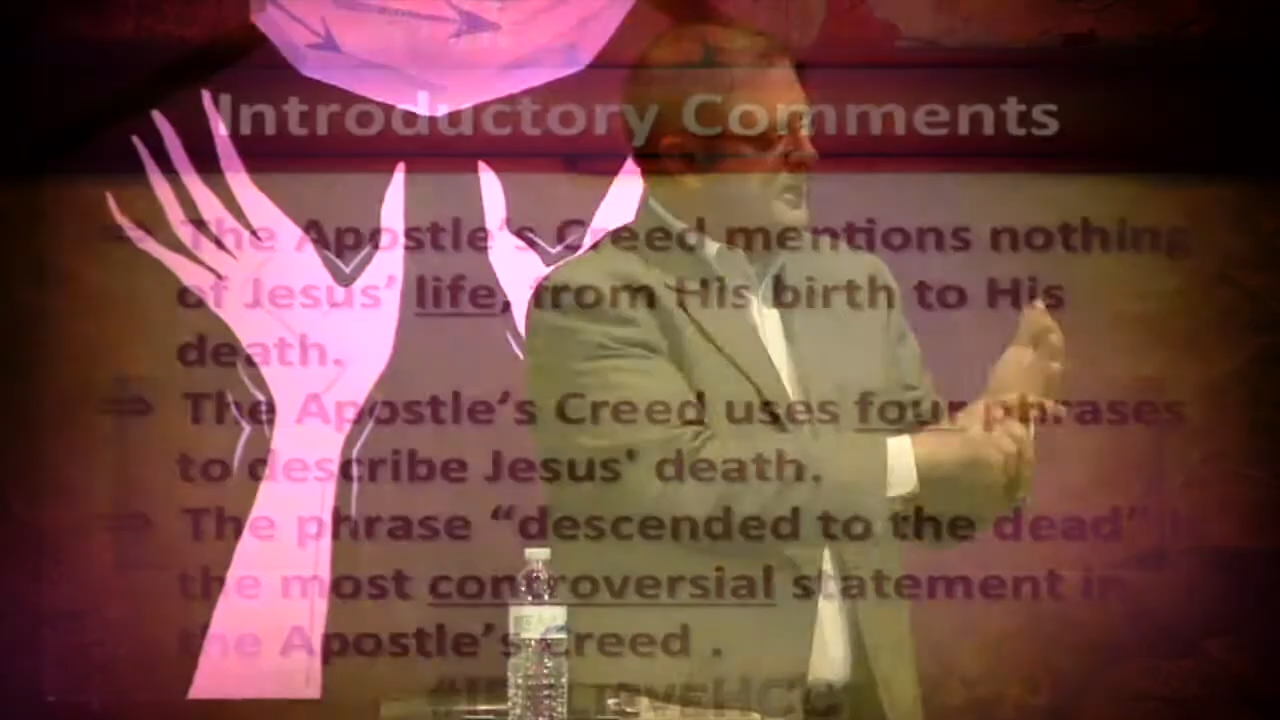 Introductory Comments
⇒ The Apostle's Creed mentions nothing
of Jesus' life, from His birth to His
death.
⇒ The Apostle's Creed uses four phrases
to describe Jesus' death.
⇒ The phrase “descended to the dead” is
the most controversial statement in
the Apostle's Creed .